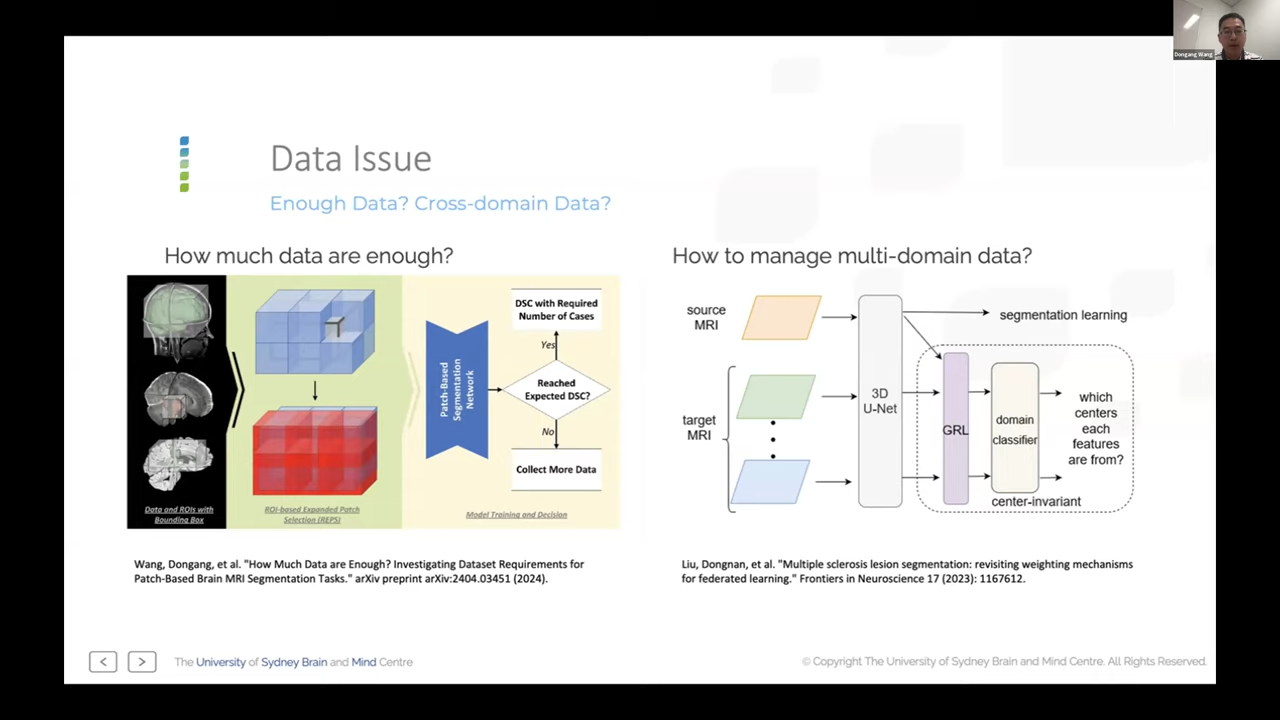 Dongang Wang
Data Issue
Enough Data? Cross-domain Data?
How much data are enough?
Data and ROIs with
Bounding Box
ROI-based Expanded Patch
Selection (REPS)
Patch-Based
Segmentation
Network
DSC with Required
Number of Cases
Yes
Reached
Expected DSC?
No
Collect More Data
Model Training and Decision
Wang, Dongang, et al. "How Much Data are Enough? Investigating Dataset Requirements for
Patch-Based Brain MRI Segmentation Tasks." arXiv preprint arXiv:2404.03451 (2024).
How to manage multi-domain data?
source
MRI
target
MRI
3D
U-Net
segmentation learning
GRL
domain
classifier
which
centers
each
features
are from?
center-invariant
Liu, Dongnan, et al. "Multiple sclerosis lesion segmentation: revisiting weighting mechanisms
for federated learning." Frontiers in Neuroscience 17 (2023): 1167612.
< >
The University of Sydney Brain and Mind Centre
© Copyright The University of Sydney Brain and Mind Centre. All Rights Reserved.